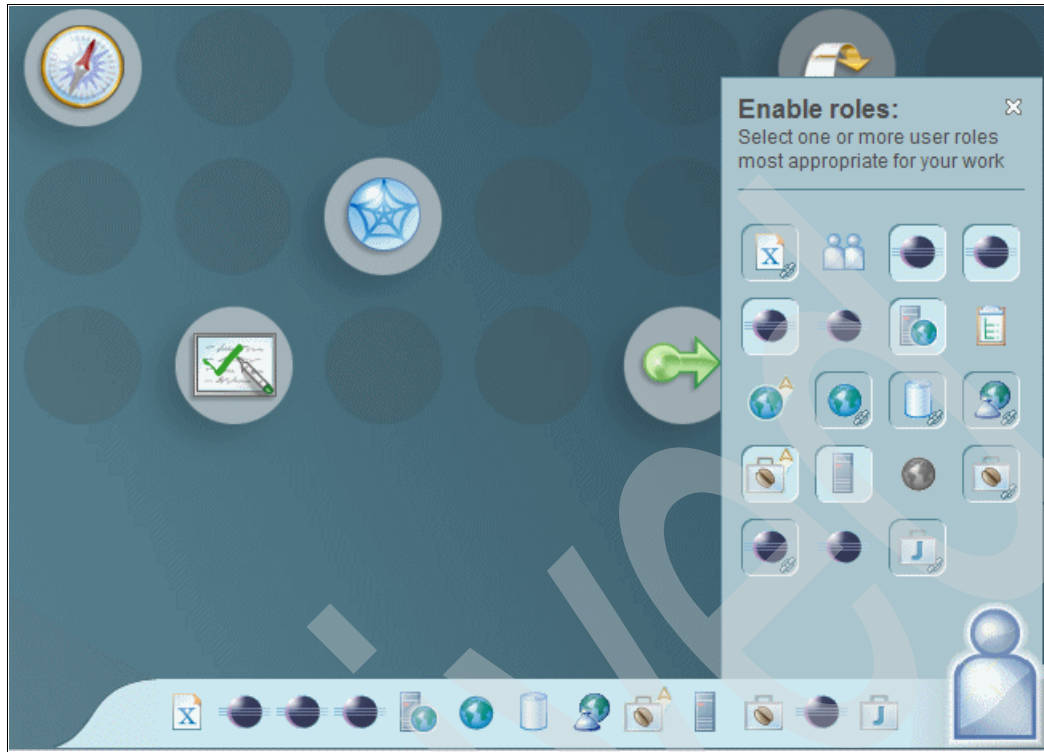 Enable roles:
Select one or more user roles
most appropriate for your work